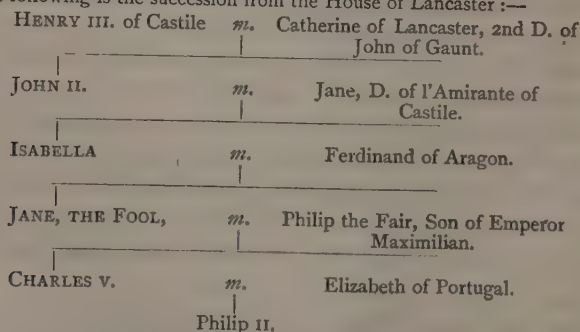 following is the succession from the House of Lancaster :—
HENRY III. of Castile m. Catherine of Lancaster, 2nd D. of
John of Gaunt.
JOHN II. m. Jane, D. of l'Amirante of
Castile.
ISABELLA m. Ferdinand of Aragon.
JANE, THE FOOL, m. Philip the Fair, Son of Emperor
Maximilian.
CHARLES V. m. Elizabeth of Portugal.
Philip II.